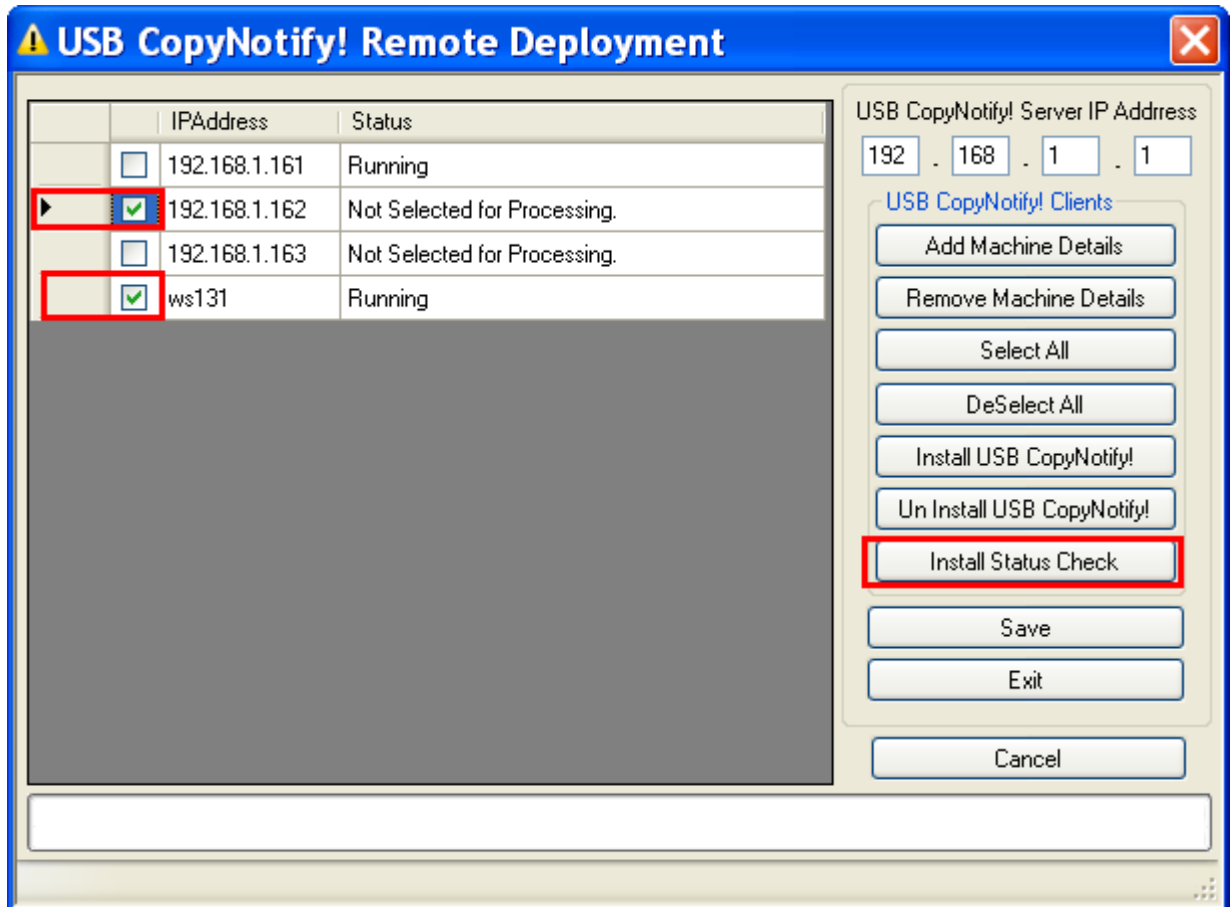 USB CopyNotify! Remote Deployment
IPAddress Status
192.168.1.161 Running
192.168.1.162 Not Selected for Processing.
192.168.1.163 Not Selected for Processing.
ws131 Running
USB CopyNotify! Server IP Addrress
192 . 168 . 1 . 1
USB CopyNotify! Clients
Add Machine Details
Remove Machine Details
Select All
DeSelect All
Install USB CopyNotify!
Un Install USB CopyNotify!
Install Status Check
Save
Exit
Cancel